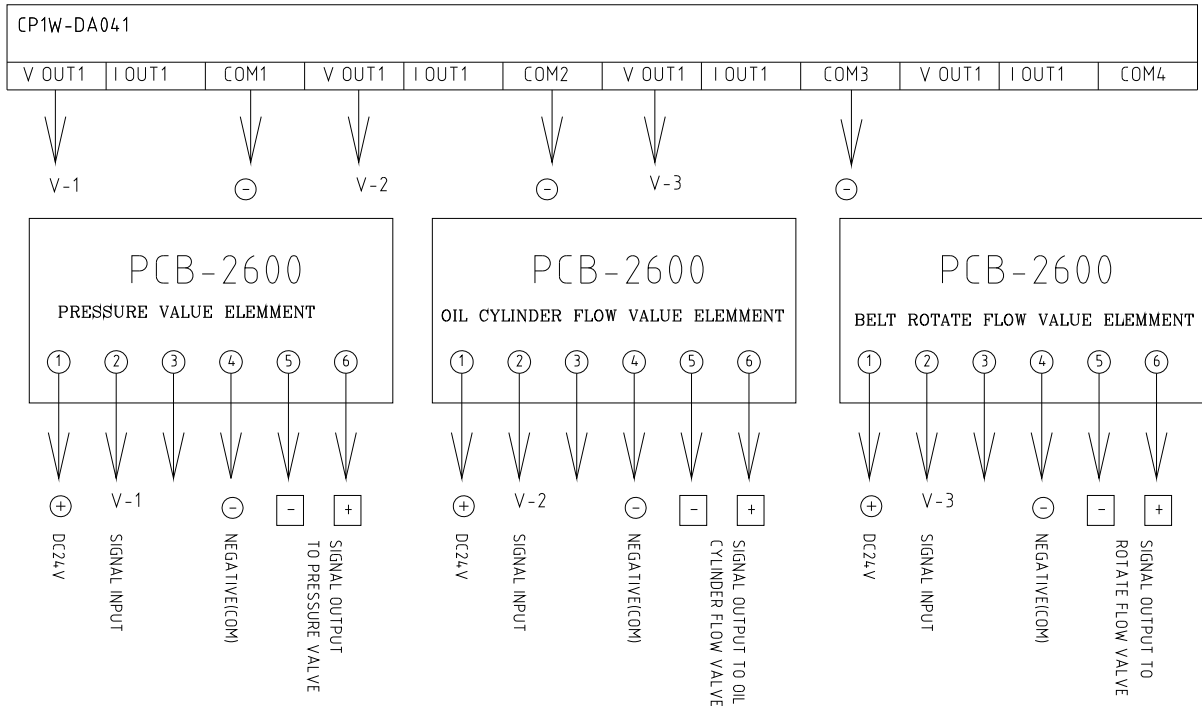 CP1W-DA041
V OUT1 I OUT1 COM1 V OUT1 I OUT1 COM2 V OUT1 I OUT1 COM3 V OUT1 I OUT1 COM4
V-1 - V-2 - V-3 -
PCB-2600
PRESSURE VALUE ELEMMENT
1 2 3 4 5 6
+ V-1 - - +
DC24V
SIGNAL INPUT
NEGATIVE(COM)
SIGNAL OUTPUT
TO PRESSURE VALVE
PCB-2600
OIL CYLINDER FLOW VALUE ELEMMENT
1 2 3 4 5 6
+ V-2 - - +
DC24V
SIGNAL INPUT
NEGATIVE(COM)
SIGNAL OUTPUT TO OIL
CYLINDER FLOW VALVE
PCB-2600
BELT ROTATE FLOW VALUE ELEMMENT
1 2 3 4 5 6
+ V-3 - - +
DC24V
SIGNAL INPUT
NEGATIVE(COM)
SIGNAL OUTPUT TO
ROTATE FLOW VALVE